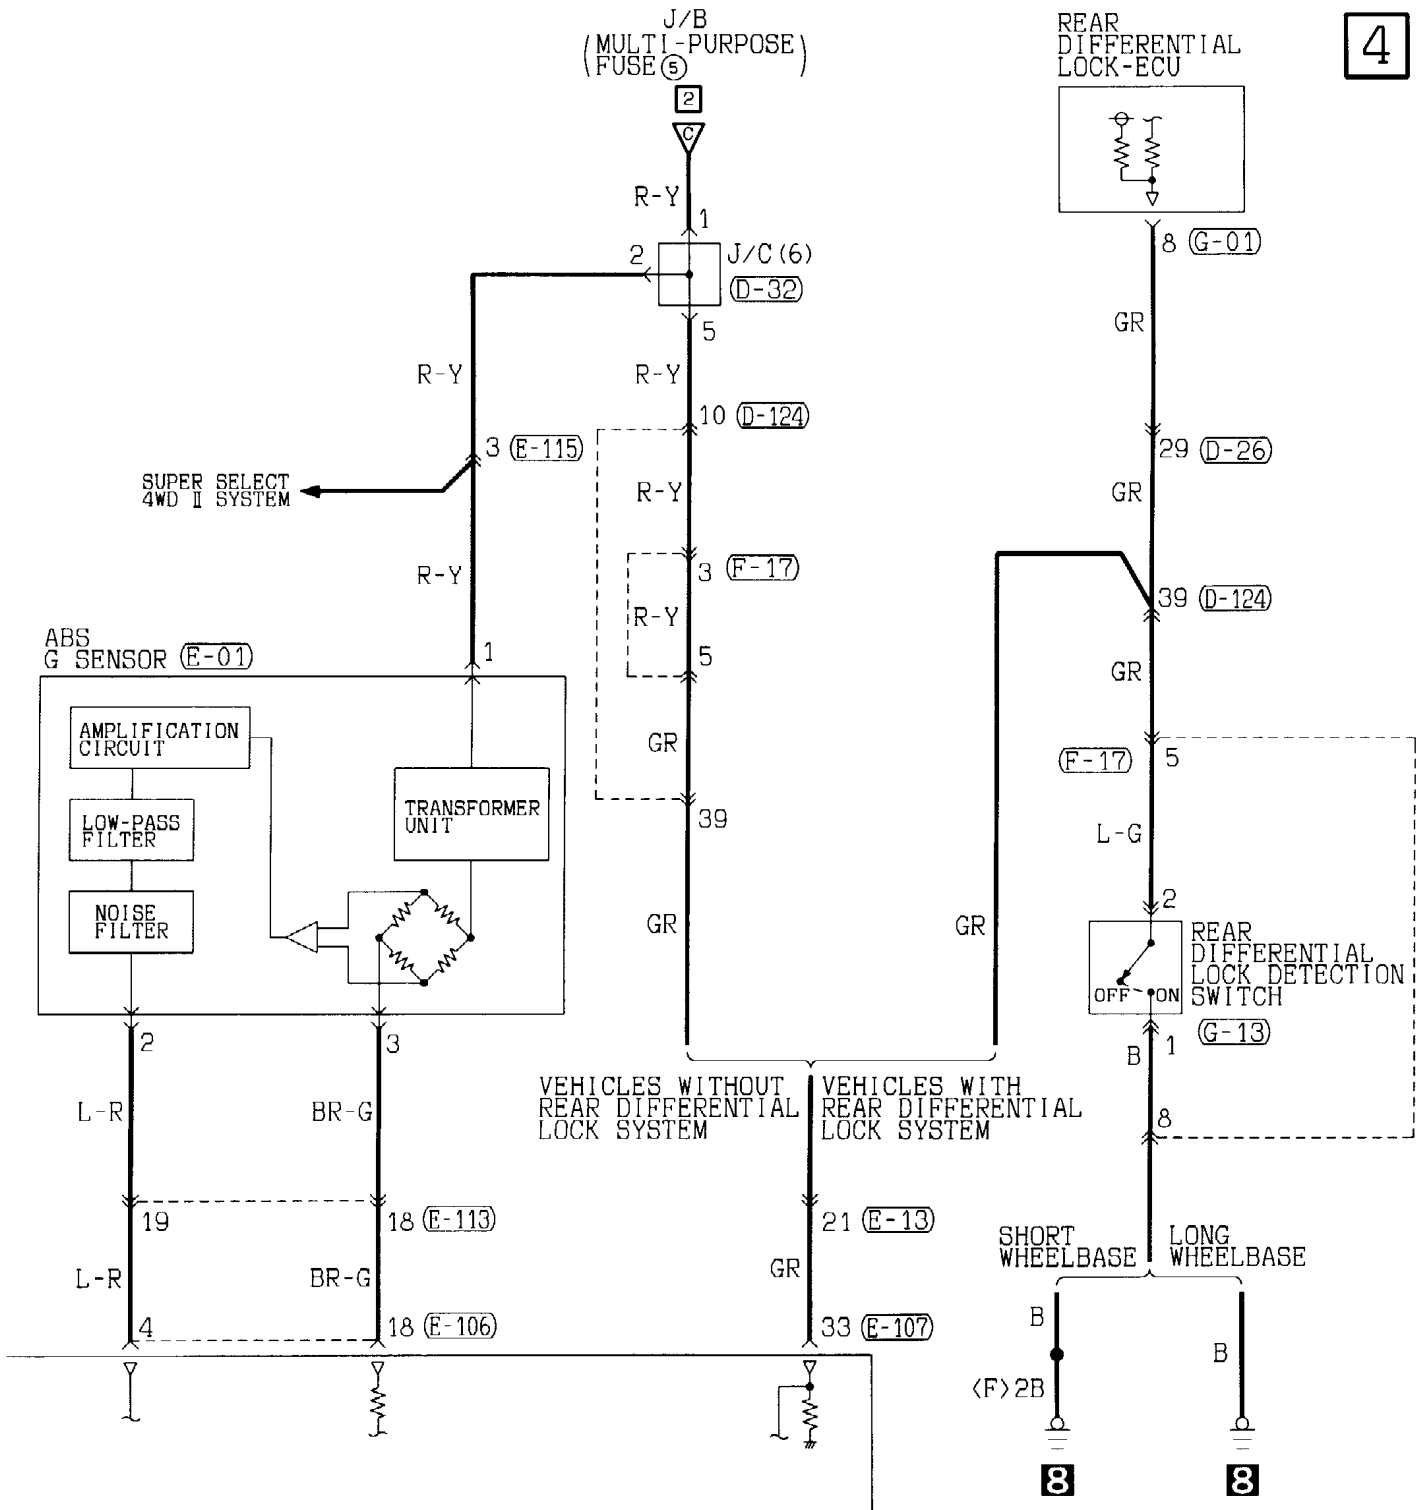 J/B
(MULTI-PURPOSE)
FUSE⑤
REAR
DIFFERENTIAL
LOCK-ECU
4
2
C
R-Y
1
2
J/C(6)
D-32
8
G-01
5
GR
R-Y
R-Y
10
D-124
3
E-115
29
D-26
SUPER SELECT
4WD Ⅱ SYSTEM
R-Y
GR
R-Y
3
F-17
39
D-124
R-Y
ABS
G SENSOR
E-01
1
5
GR
AMPLIFICATION
CIRCUIT
GR
F-17
5
LOW-PASS
FILTER
TRANSFORMER
UNIT
39
L-G
NOISE
FILTER
2
GR
GR
REAR
DIFFERENTIAL
LOCK DETECTION
SWITCH
OFF
ON
G-13
2
3
B
1
VEHICLES WITHOUT
REAR DIFFERENTIAL
LOCK SYSTEM
VEHICLES WITH
REAR DIFFERENTIAL
LOCK SYSTEM
L-R
BR-G
8
19
18
E-113
21
E-13
SHORT
WHEELBASE
LONG
WHEELBASE
L-R
BR-G
GR
4
18
E-106
33
E-107
B
B
<F>2B
8
8